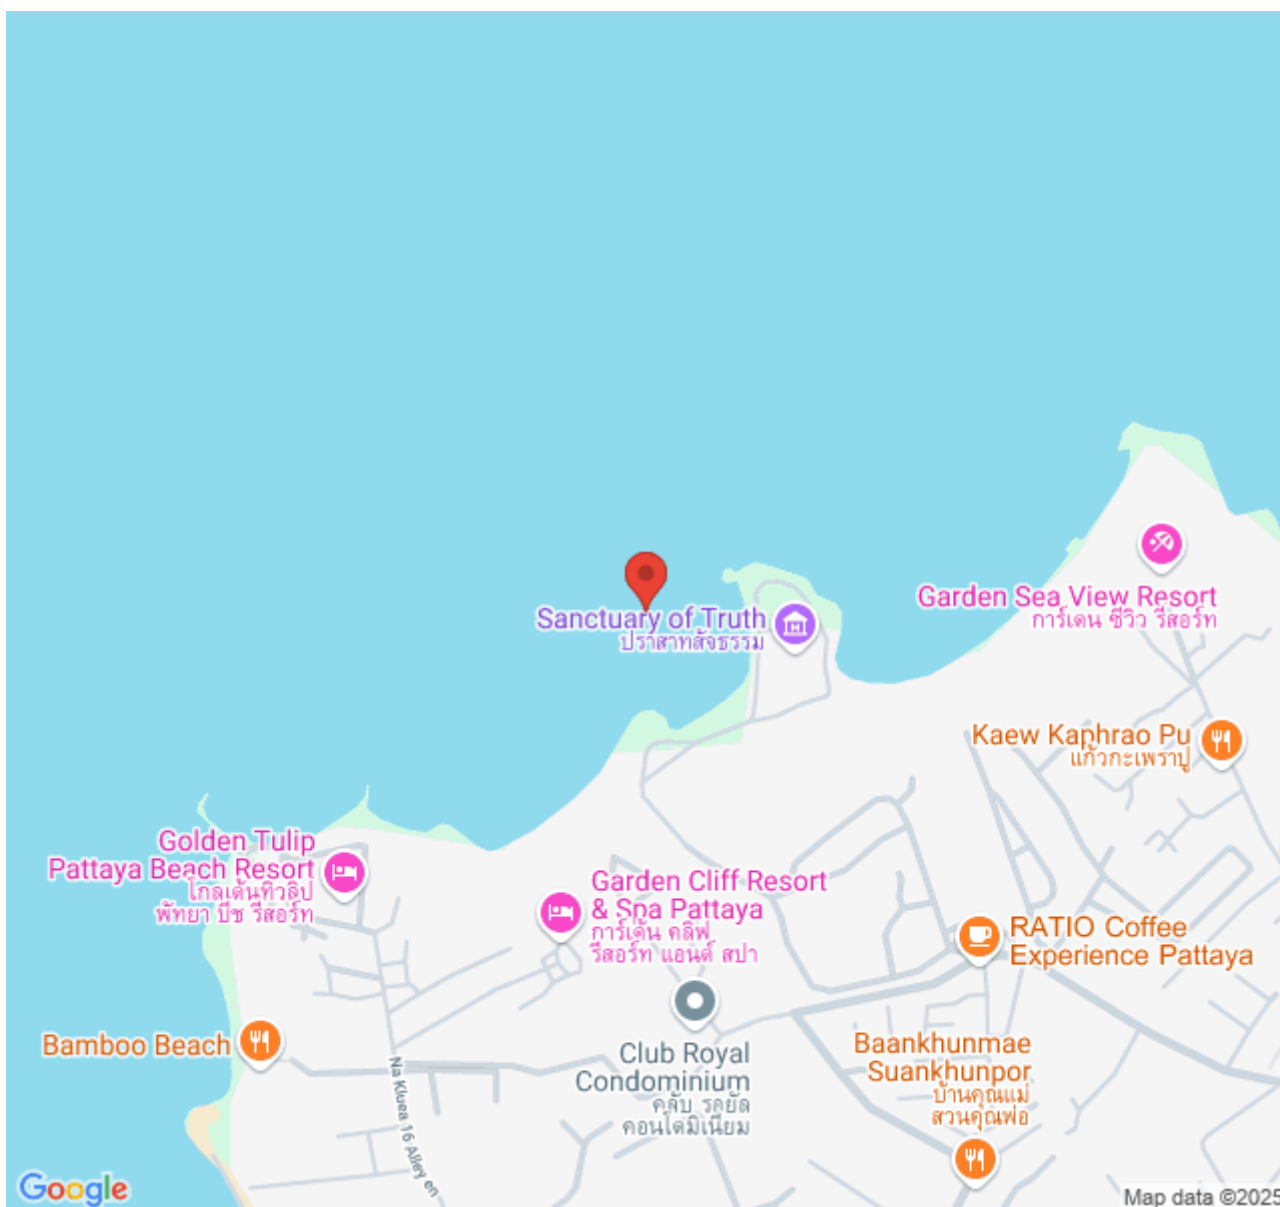 Sanctuary of Truth
ปราสาทสัจธรรม
Garden Sea View Resort
การ์เดน ซีวิว รีสอร์ท
Kaew Kaphrao Pu
แก้วกะเพราปู
Golden Tulip
Pattaya Beach Resort
โกลเด้นทิวลิป
พัทยา บีช รีสอร์ท
Garden Cliff Resort
& Spa Pattaya
การ์เด้น คลิฟ
รีสอร์ท แอนด์ สปา
RATIO Coffee
Experience Pattaya
Bamboo Beach
Club Royal
Condominium
คลับ รอยัล
คอนโดมิเนียม
Baankhunmae
Suankhunpor
บ้านคุณแม่
สวนคุณพ่อ
Na Kluea 16 Alley
Google
Map data ©2025